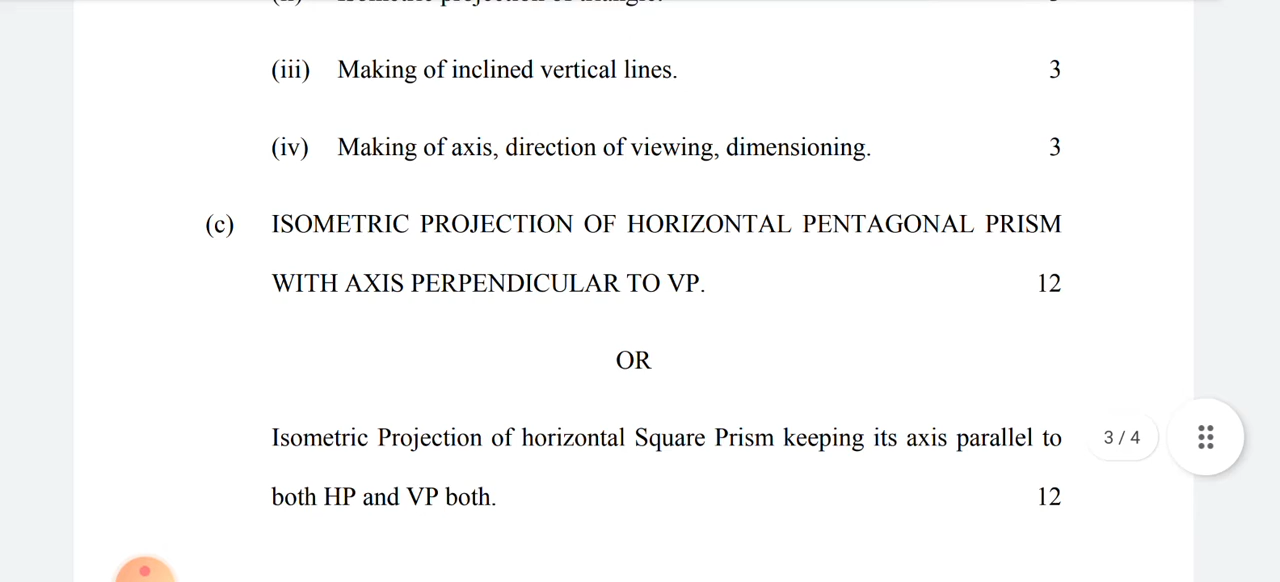 (iii) Making of inclined vertical lines. 3
(iv) Making of axis, direction of viewing, dimensioning. 3
(c) ISOMETRIC PROJECTION OF HORIZONTAL PENTAGONAL PRISM
WITH AXIS PERPENDICULAR TO VP. 12
OR
Isometric Projection of horizontal Square Prism keeping its axis parallel to
both HP and VP both. 12
3 / 4